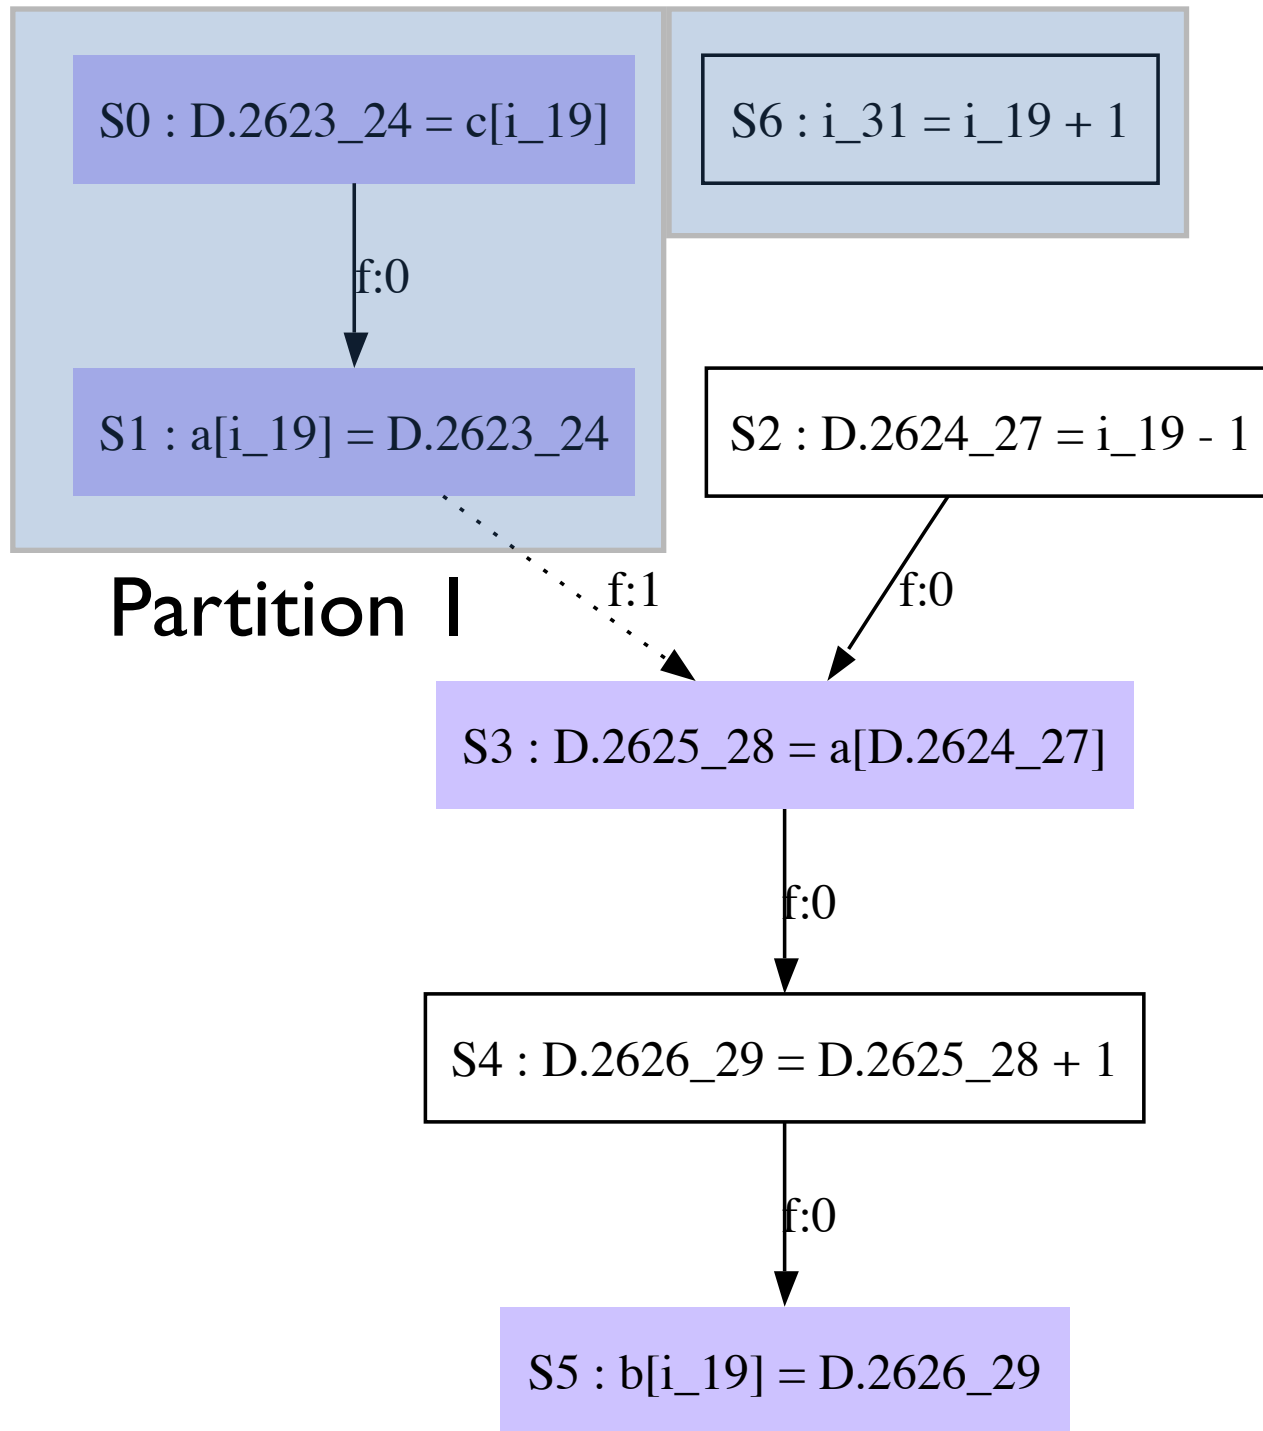 S0 : D.2623_24 = c[i_19]
S6 : i_31 = i_19 + 1
f:0
S1 : a[i_19] = D.2623_24
S2 : D.2624_27 = i_19 - 1
Partition 1
f:1
f:0
S3 : D.2625_28 = a[D.2624_27]
f:0
S4 : D.2626_29 = D.2625_28 + 1
f:0
S5 : b[i_19] = D.2626_29